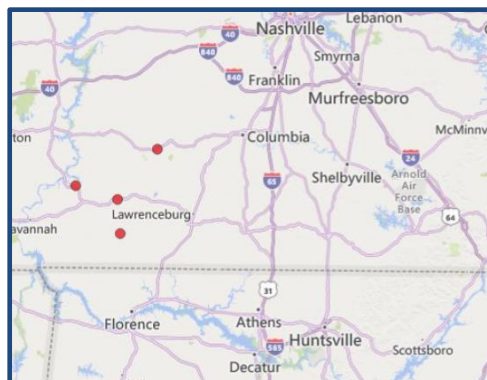 Nashville
Lebanon
40
840
Smyrna
40
Franklin
840
Murfreesboro
McMinnv
ton
Columbia
24
65
Shelbyville
Arnold
Air
Force
Base
Lawrenceburg
64
avannah
31
Florence
Athens
Huntsville
565
Scottsboro
Decatur